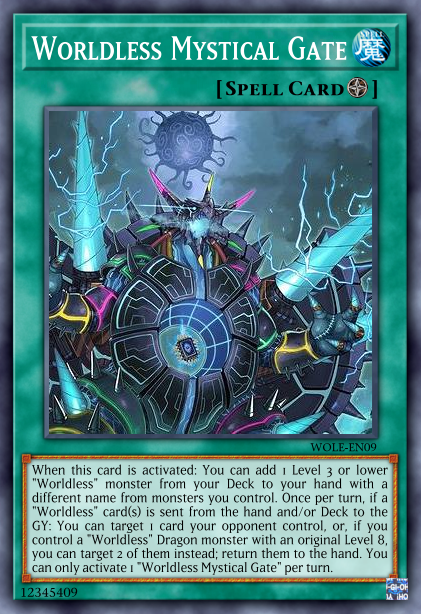 Worldless Mystical Gate 魔
[Spell Card]
WOLE-EN09
When this card is activated: You can add 1 Level 3 or lower
"Worldless" monster from your Deck to your hand with a
different name from monsters you control. Once per turn, if a
"Worldless" card(s) is sent from the hand and/or Deck to the
GY: You can target 1 card your opponent control, or, if you
control a "Worldless" Dragon monster with an original Level 8,
you can target 2 of them instead; return them to the hand. You
can only activate 1 "Worldless Mystical Gate" per turn.
12345409